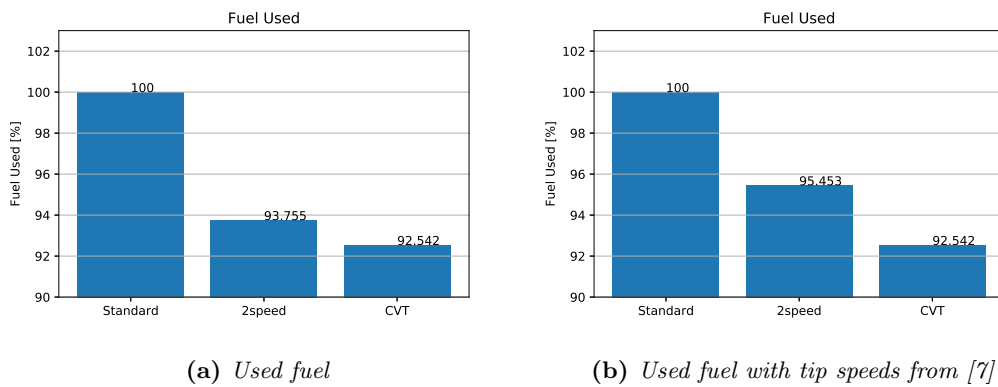 Fuel Used
102
100
98
96
94
92
90
Fuel Used [%]
100
93.755
92.542
Standard
2speed
CVT
(a) Used fuel
Fuel Used
102
100
98
96
94
92
90
Fuel Used [%]
100
95.453
92.542
Standard
2speed
CVT
(b) Used fuel with tip speeds from [7]